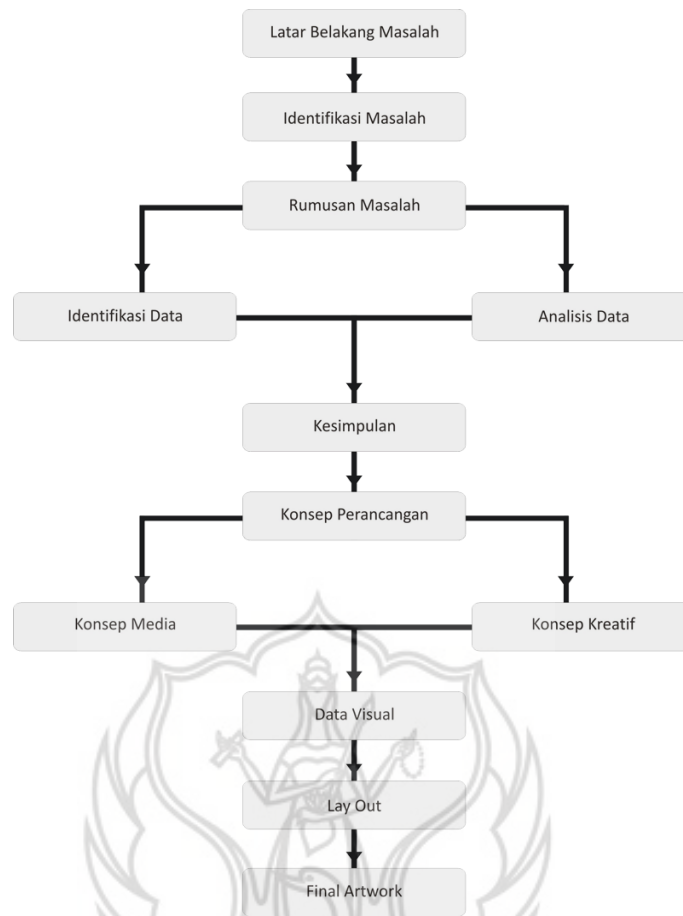 Latar Belakang Masalah
Identifikasi Masalah
Rumusan Masalah
Identifikasi Data
Analisis Data
Kesimpulan
Konsep Perancangan
Konsep Media
Konsep Kreatif
Data Visual
Lay Out
Final Artwork